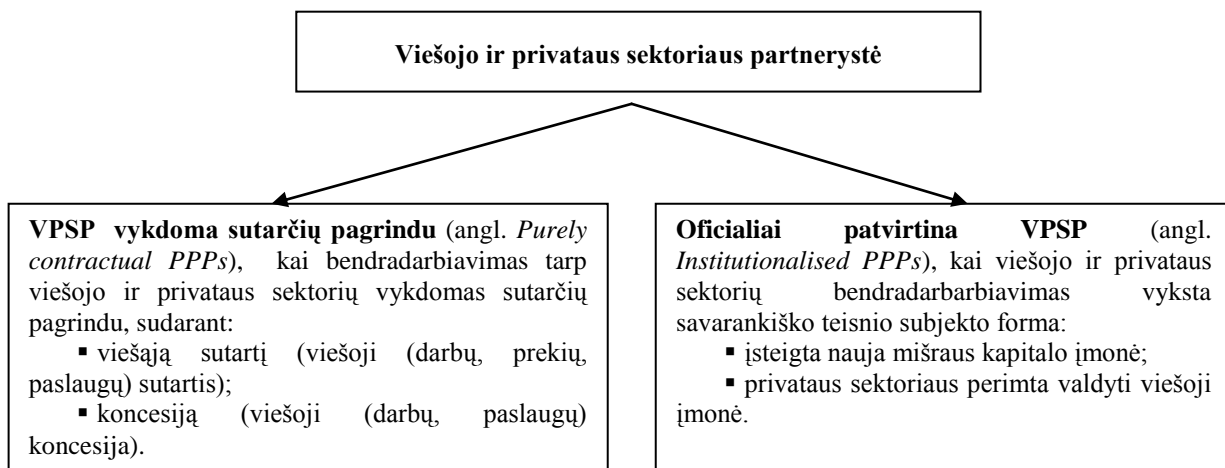 Viešojo ir privataus sektoriaus partnerystė
VPSP vykdoma sutarčių pagrindu (angl. Purely
contractual PPPs), kai bendradarbiavimas tarp
viešojo ir privataus sektorių vykdomas sutarčių
pagrindu, sudarant:
▪ viešąją sutartį (viešoji (darbų, prekių,
paslaugų) sutartis);
▪ koncesiją (viešoji (darbų, paslaugų)
koncesija).
Oficialiai patvirtina VPSP (angl.
Institutionalised PPPs), kai viešojo ir privataus
sektorių bendradarbarbiavimas vyksta
savarankiško teisnio subjekto forma:
▪ įsteigta nauja mišraus kapitalo įmonė;
▪ privataus sektoriaus perimta valdyti viešoji
įmonė.